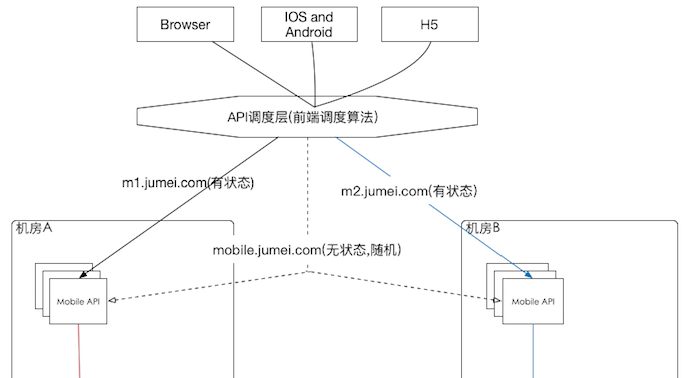 Browser
IOS and
Android
H5
API调度层(前端调度算法)
m1.jumei.com(有状态)
m2.jumei.com(有状态)
机房A
机房B
mobile.jumei.com(无状态,随机)
Mobile API
Mobile API